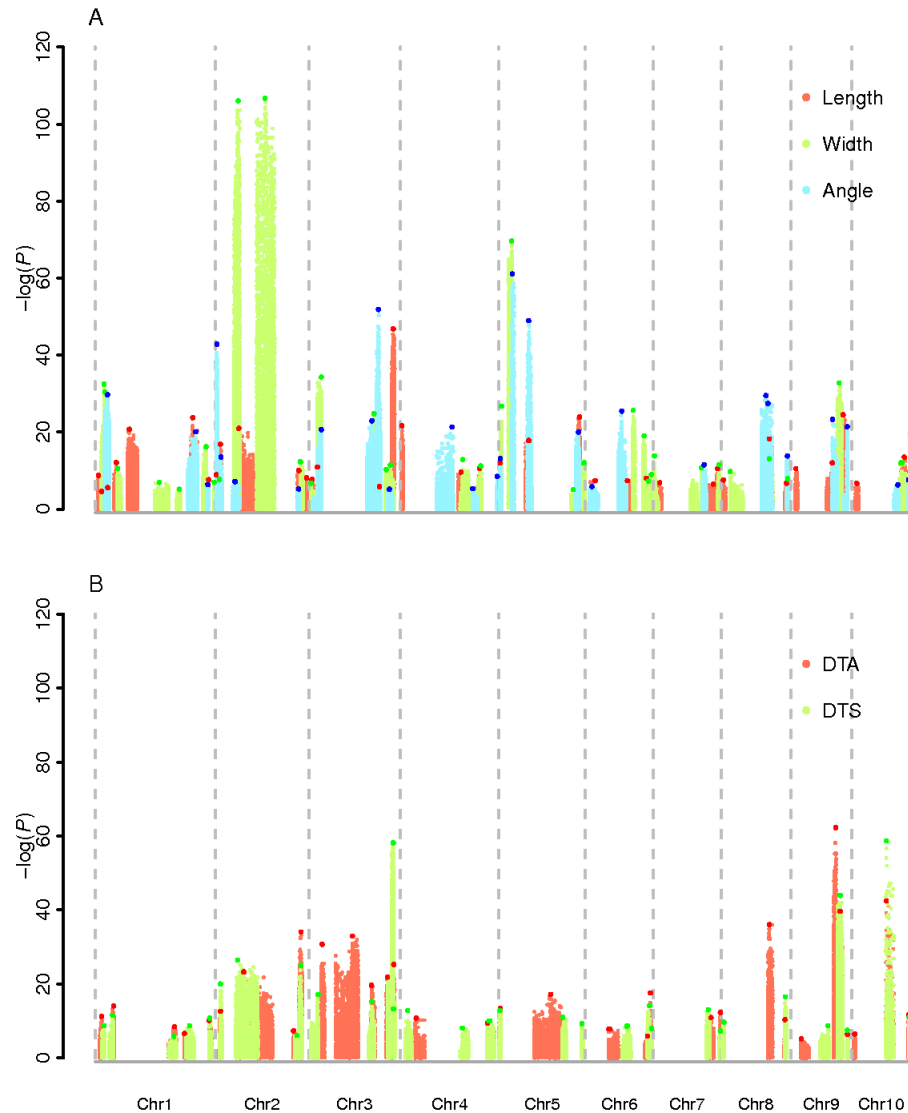 A
120
100
80
60
40
20
0
−log(P)
Length
Width
Angle
B
120
100
80
60
40
20
0
−log(P)
DTA
DTS
Chr1 Chr2 Chr3 Chr4 Chr5 Chr6 Chr7 Chr8 Chr9 Chr10